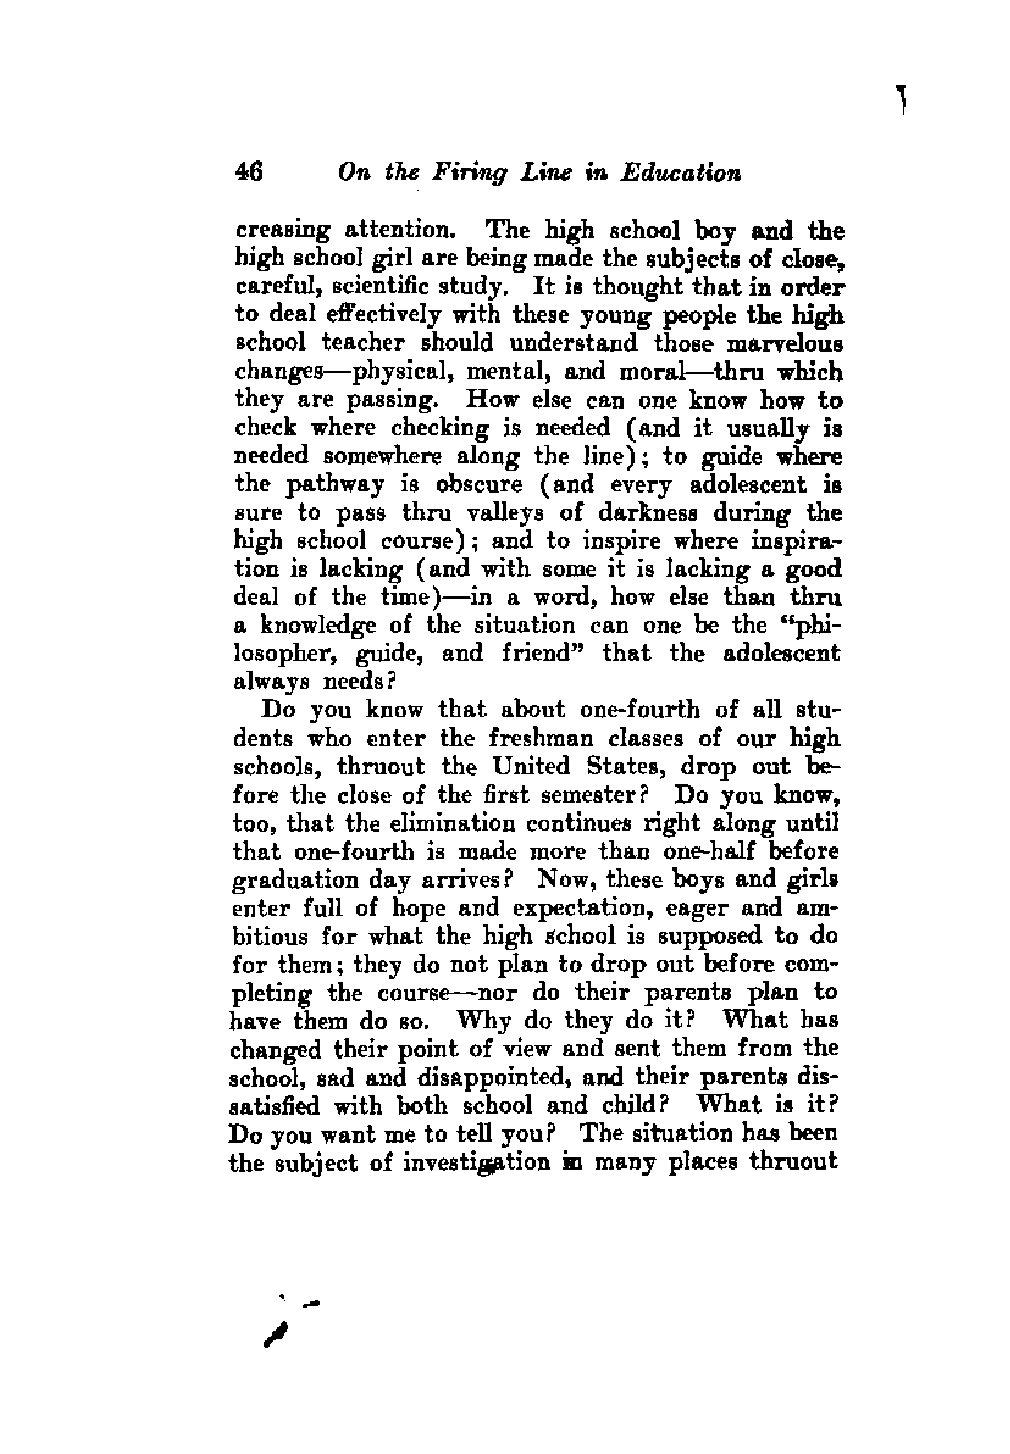 46 On the Firing Line in Education
creasing attention. The high school boy and the
high school girl are being made the subjects of close,
careful, scientific study. It is thought that in order
to deal effectively with these young people the high
school teacher should understand those marvelous
changes—physical, mental, and moral—thru which
they are passing. How else can one know how to
check where checking is needed (and it usually is
needed somewhere along the line); to guide where
the pathway is obscure (and every adolescent is
sure to pass thru valleys of darkness during the
high school course); and to inspire where inspira-
tion is lacking (and with some it is lacking a good
deal of the time)—in a word, how else than thru
a knowledge of the situation can one be the “phi-
losopher, guide, and friend” that the adolescent
always needs?
Do you know that about one-fourth of all stu-
dents who enter the freshman classes of our high
schools, thruout the United States, drop out be-
fore the close of the first semester? Do you know,
too, that the elimination continues right along until
that one-fourth is made more than one-half before
graduation day arrives? Now, these boys and girls
enter full of hope and expectation, eager and am-
bitious for what the high school is supposed to do
for them; they do not plan to drop out before com-
pleting the course—nor do their parents plan to
have them do so. Why do they do it? What has
changed their point of view and sent them from the
school, sad and disappointed, and their parents dis-
satisfied with both school and child? What is it?
Do you want me to tell you? The situation has been
the subject of investigation in many places thruout